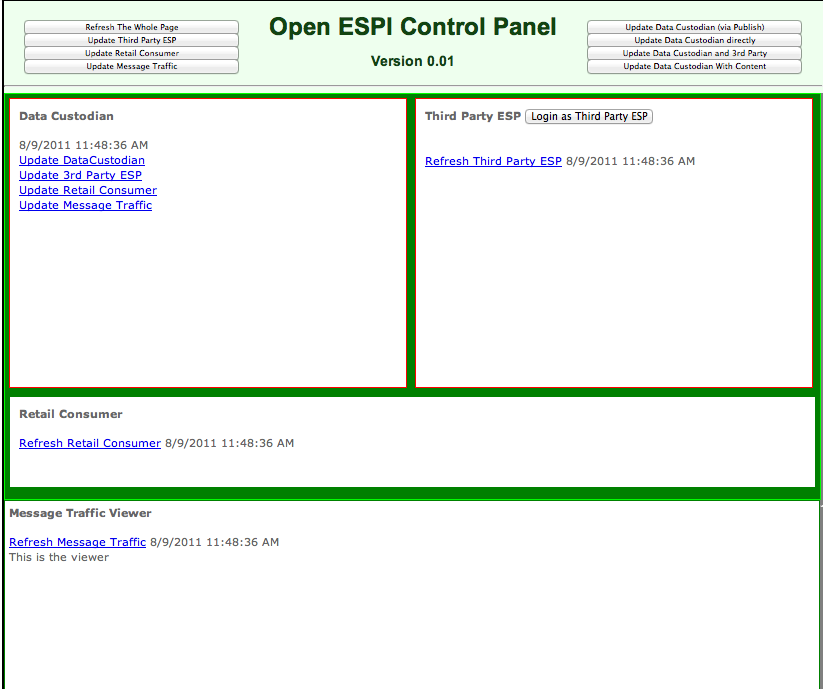 Refresh The Whole Page
Update Third Party ESP
Update Retail Consumer
Update Message Traffic
Open ESPI Control Panel
Version 0.01
Update Data Custodian (via Publish)
Update Data Custodian directly
Update Data Custodian and 3rd Party
Update Data Custodian With Content
Data Custodian
8/9/2011 11:48:36 AM
Update DataCustodian
Update 3rd Party ESP
Update Retail Consumer
Update Message Traffic
Third Party ESP Login as Third Party ESP
Refresh Third Party ESP 8/9/2011 11:48:36 AM
Retail Consumer
Refresh Retail Consumer 8/9/2011 11:48:36 AM
Message Traffic Viewer
Refresh Message Traffic 8/9/2011 11:48:36 AM
This is the viewer